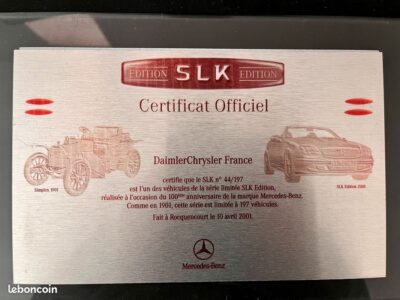 EDITION SLK EDITION
Certificat Officiel
DaimlerChrysler France
certifie que le SLK n° 44/197
est l'un des véhicules de la série limitée SLK Edition,
réalisée à l'occasion du 100ème anniversaire de la marque Mercedes-Benz.
Comme en 1901, cette série est limitée à 197 véhicules.
Fait à Rocquencourt le 10 avril 2001.
Simplex 1901
SLK Edition 2001
Mercedes-Benz
leboncoin